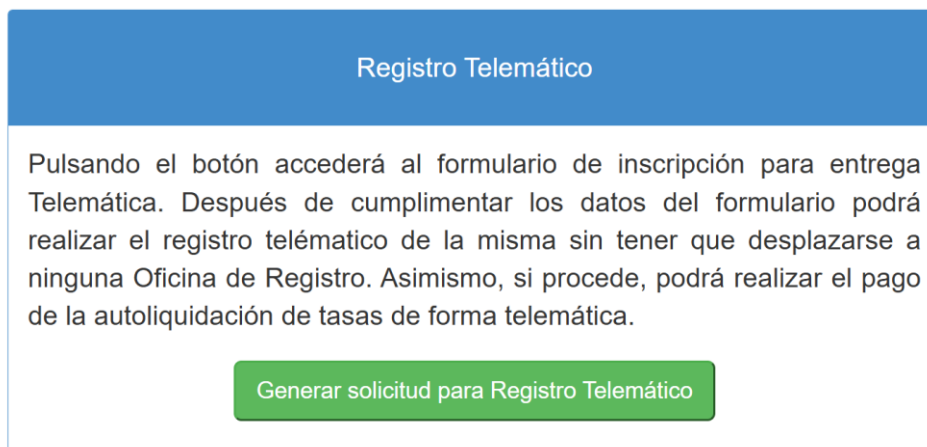 Registro Telemático
Pulsando el botón accederá al formulario de inscripción para entrega
Telemática. Después de cumplimentar los datos del formulario podrá
realizar el registro telématico de la misma sin tener que desplazarse a
ninguna Oficina de Registro. Asimismo, si procede, podrá realizar el pago
de la autoliquidación de tasas de forma telemática.
Generar solicitud para Registro Telemático